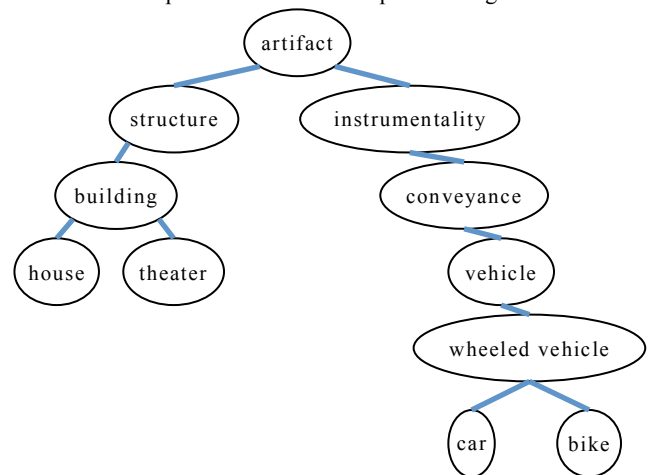 artifact
structure
instrumentality
building
conveyance
house
theater
vehicle
wheeled vehicle
car
bike